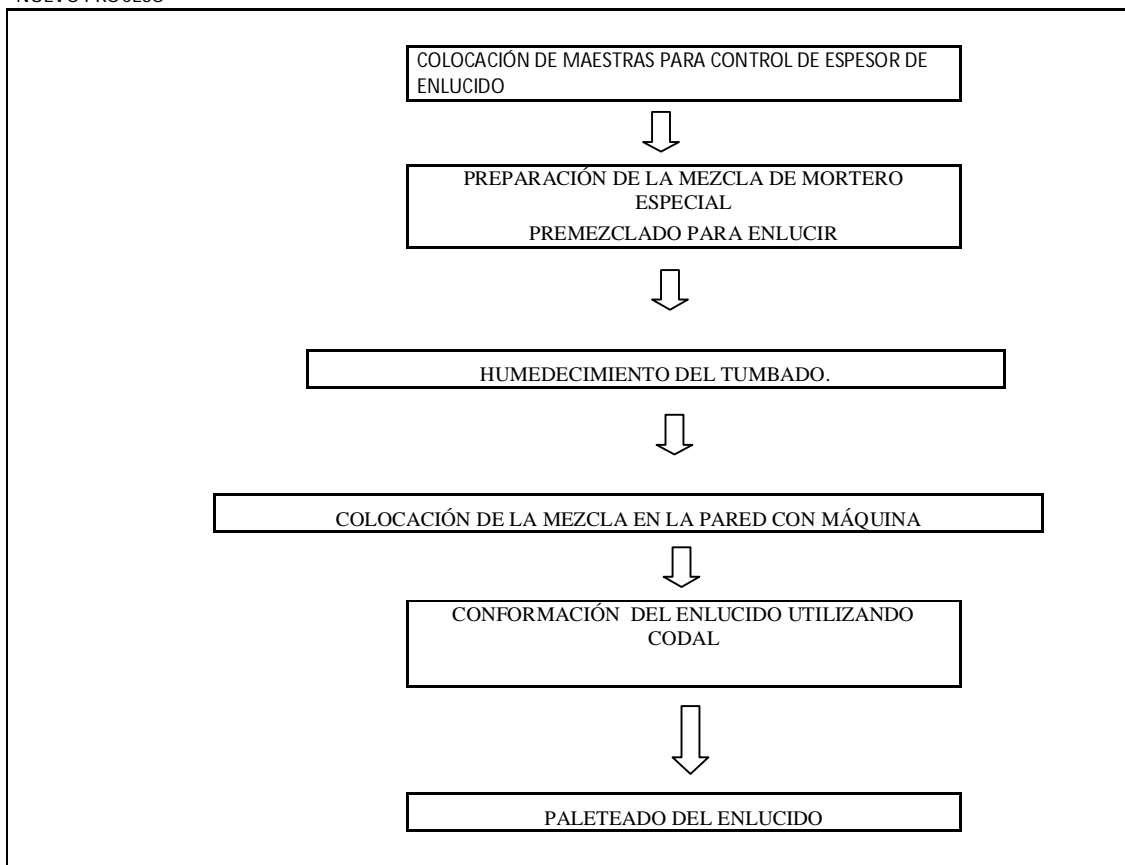 NUEVO PROCESO
COLOCACIÓN DE MAESTRAS PARA CONTROL DE ESPESOR DE
ENLUCIDO
PREPARACIÓN DE LA MEZCLA DE MORTERO
ESPECIAL
PREMEZCLADO PARA ENLUCIR
HUMEDECIMIENTO DEL TUMBADO.
COLOCACIÓN DE LA MEZCLA EN LA PARED CON MÁQUINA
CONFORMACIÓN DEL ENLUCIDO UTILIZANDO
CODAL
PALETEADO DEL ENLUCIDO